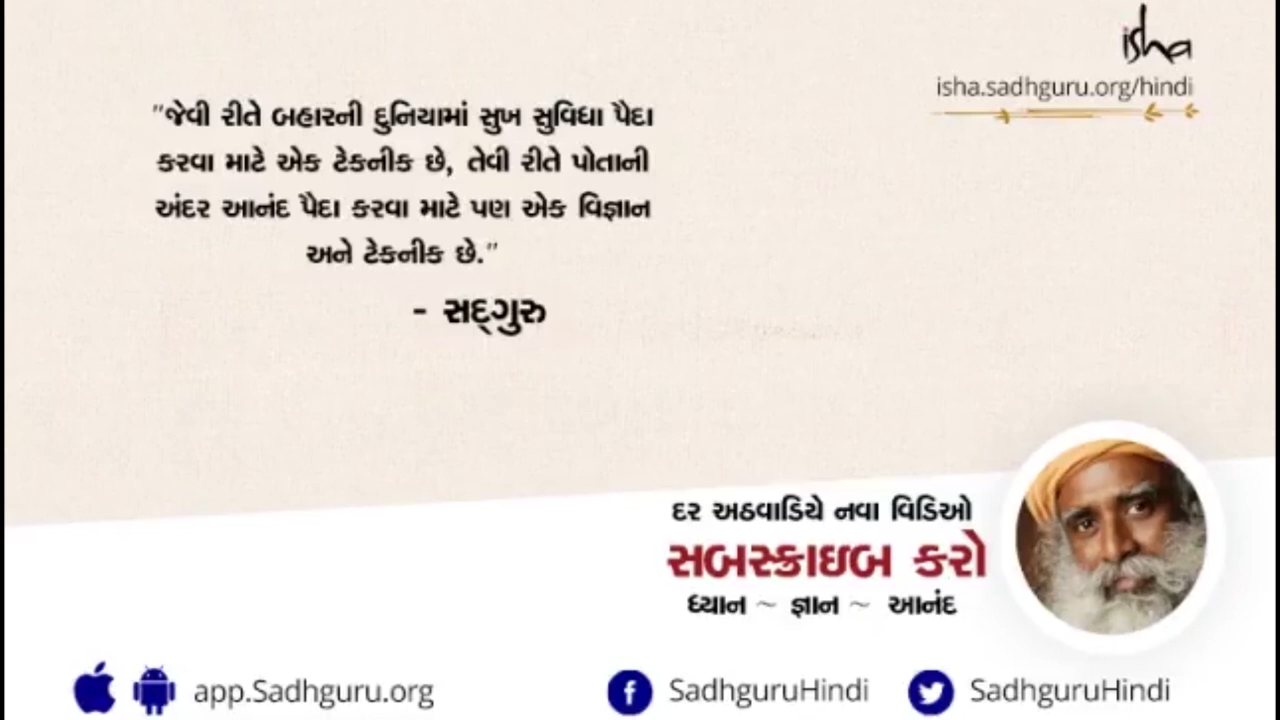 isha
isha.sadhguru.org/hindi
"જેવી રીતે બહારની દુનિયામાં સુખ સુવિધા પૈદા
કરવા માટે એક ટેકનીક છે, તેવી રીતે પોતાની
અંદર આનંદ પૈદા કરવા માટે પણ એક વિજ્ઞાન
અને ટેકનીક છે."
- સદ્‌ગુરુ
દર અઠવાડિયે નવા વિડિઓ
સબસ્ક્રાઇબ કરો
ધ્યાન ~ જ્ઞાન ~ આનંદ
app.Sadhguru.org
SadhguruHindi
SadhguruHindi